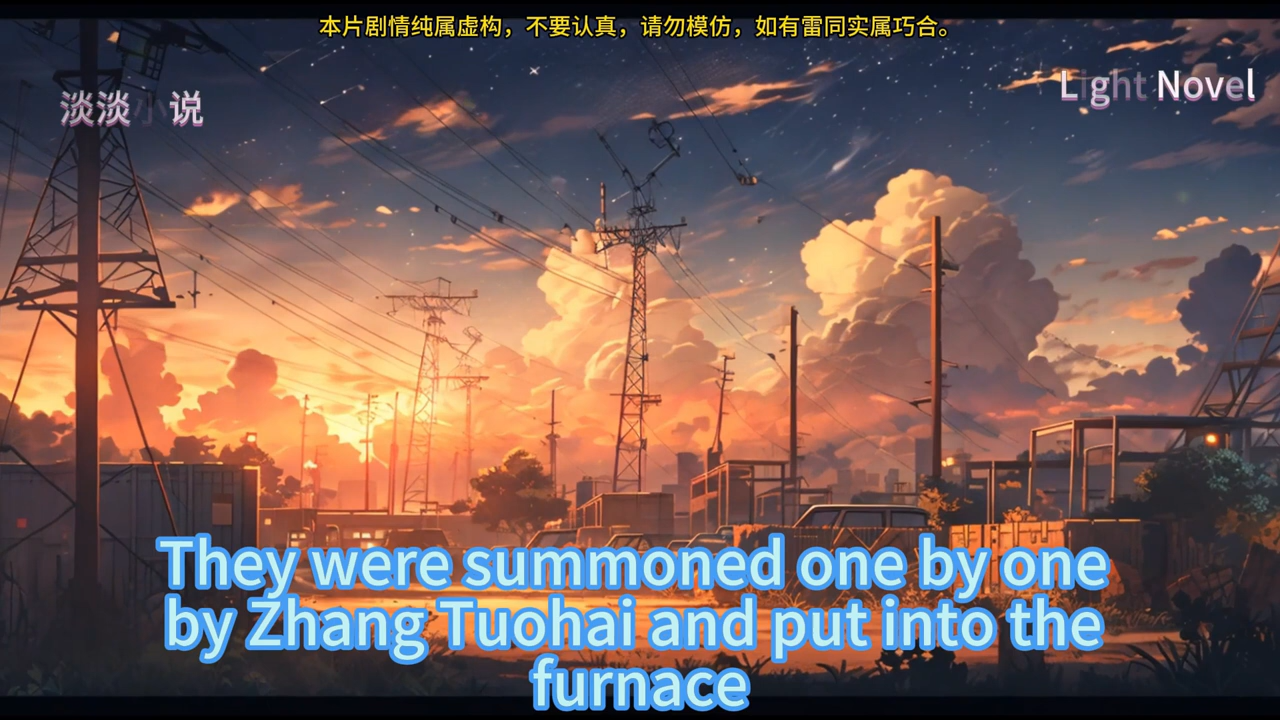 本片剧情纯属虚构，不要认真，请勿模仿，如有雷同实属巧合。
淡淡小说
Light Novel
They were summoned one by one
by Zhang Tuohai and put into the
furnace